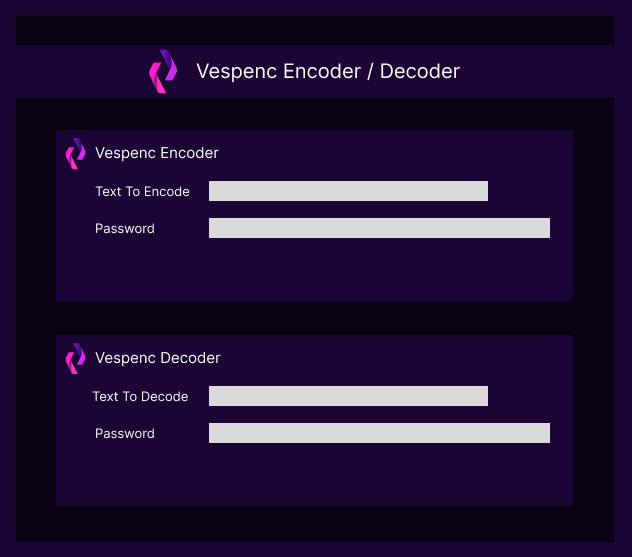 Vespenc Encoder / Decoder
Vespenc Encoder
Text To Encode
Password
Vespenc Decoder
Text To Decode
Password